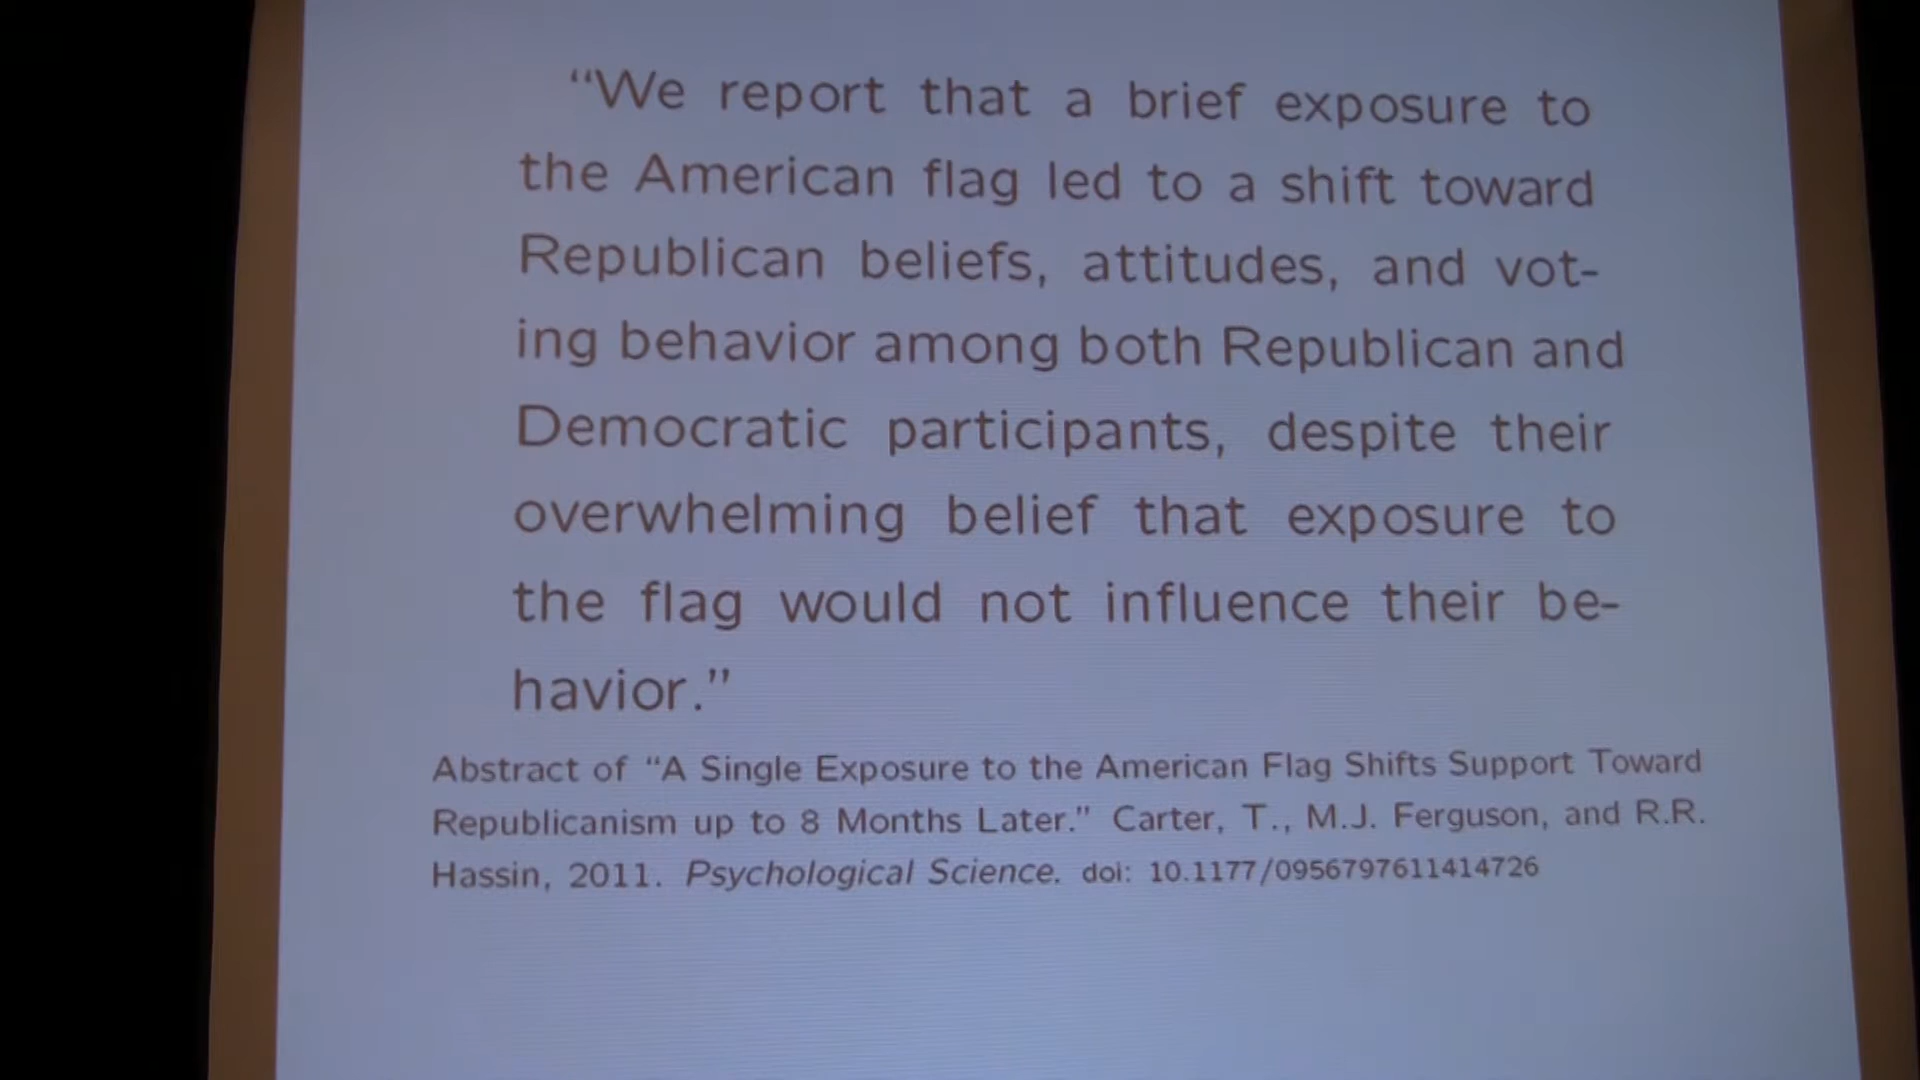 “We report that a brief exposure to
the American flag led to a shift toward
Republican beliefs, attitudes, and vot-
ing behavior among both Republican and
Democratic participants, despite their
overwhelming belief that exposure to
the flag would not influence their be-
havior.”
Abstract of “A Single Exposure to the American Flag Shifts Support Toward
Republicanism up to 8 Months Later.” Carter, T., M.J. Ferguson, and R.R.
Hassin, 2011. Psychological Science. doi: 10.1177/0956797611414726